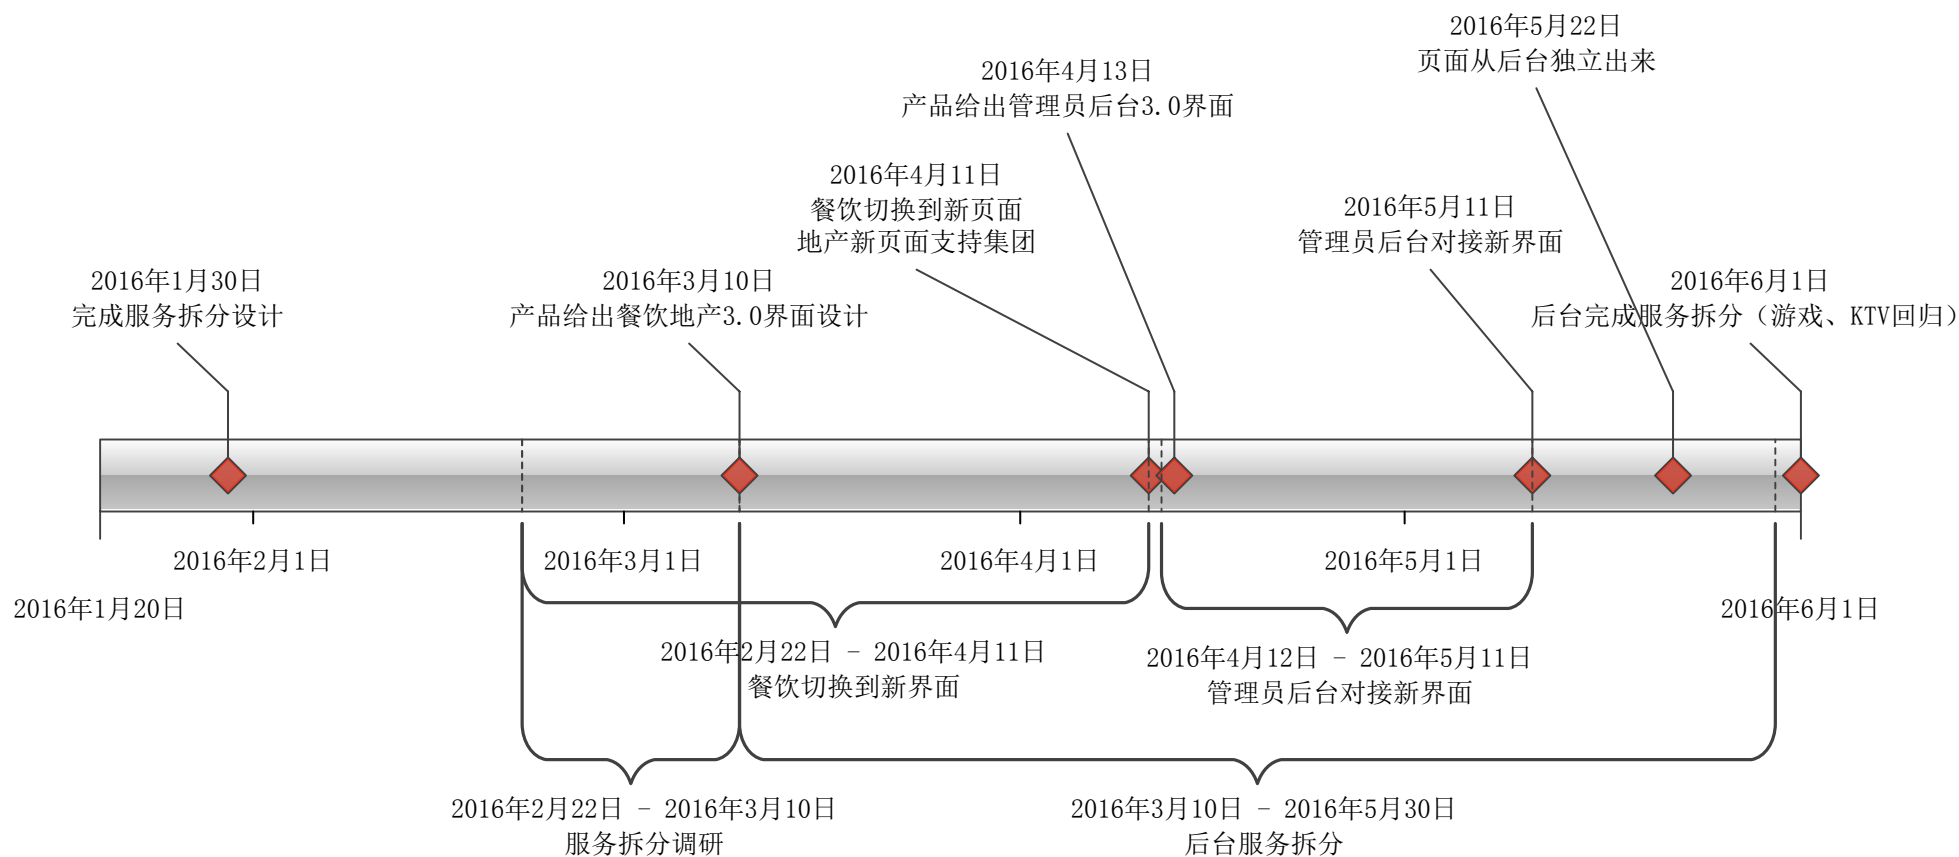 2016年5月22日
页面从后台独立出来
2016年4月13日
产品给出管理员后台3.0界面
2016年4月11日
餐饮切换到新页面
地产新页面支持集团
2016年5月11日
管理员后台对接新界面
2016年1月30日
完成服务拆分设计
2016年3月10日
产品给出餐饮地产3.0界面设计
2016年6月1日
后台完成服务拆分（游戏、KTV回归）
2016年2月1日
2016年3月1日
2016年4月1日
2016年5月1日
2016年1月20日
2016年6月1日
2016年2月22日 - 2016年4月11日
餐饮切换到新界面
2016年4月12日 - 2016年5月11日
管理员后台对接新界面
2016年2月22日 - 2016年3月10日
服务拆分调研
2016年3月10日 - 2016年5月30日
后台服务拆分